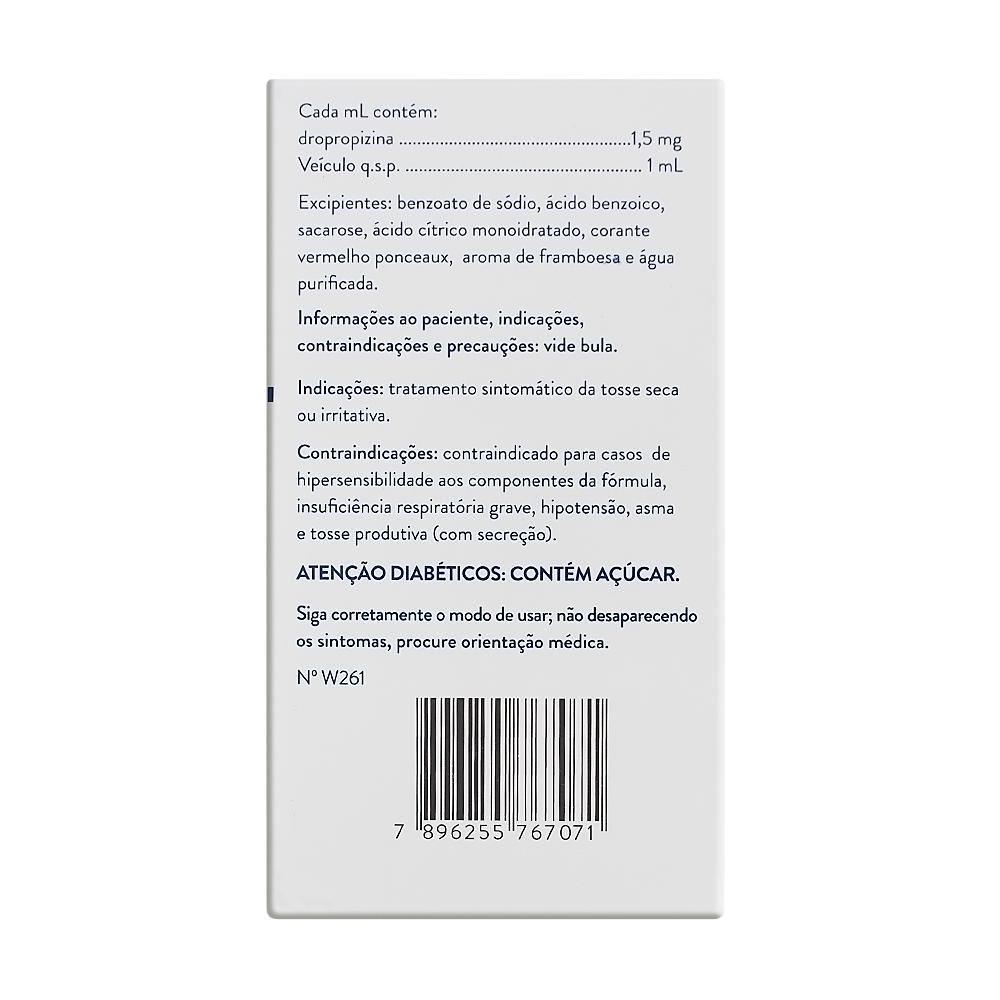 Cada mL contém:
dropropizina ....................................................1,5 mg
Veículo q.s.p. ..................................................... 1 mL
Excipientes: benzoato de sódio, ácido benzoico,
sacarose, ácido cítrico monoidratado, corante
vermelho ponceaux, aroma de framboesa e água
purificada.
Informações ao paciente, indicações,
contraindicações e precauções: vide bula.
Indicações: tratamento sintomático da tosse seca
ou irritativa.
Contraindicações: contraindicado para casos de
hipersensibilidade aos componentes da fórmula,
insuficiência respiratória grave, hipotensão, asma
e tosse produtiva (com secreção).
ATENÇÃO DIABÉTICOS: CONTÉM AÇÚCAR.
Siga corretamente o modo de usar; não desaparecendo
os sintomas, procure orientação médica.
Nº W261
7 896255 767071